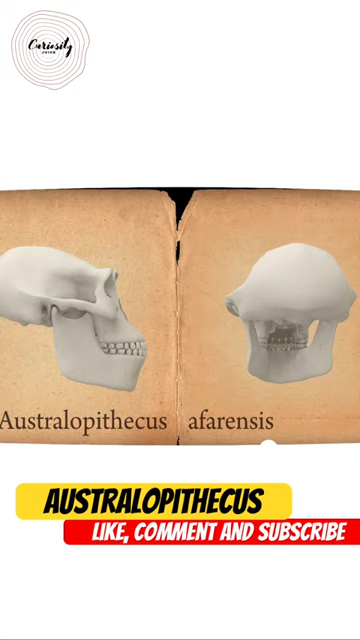 Curiosity
Australopithecus afarensis
AUSTRALOPITHECUS
LIKE, COMMENT AND SUBSCRIBE